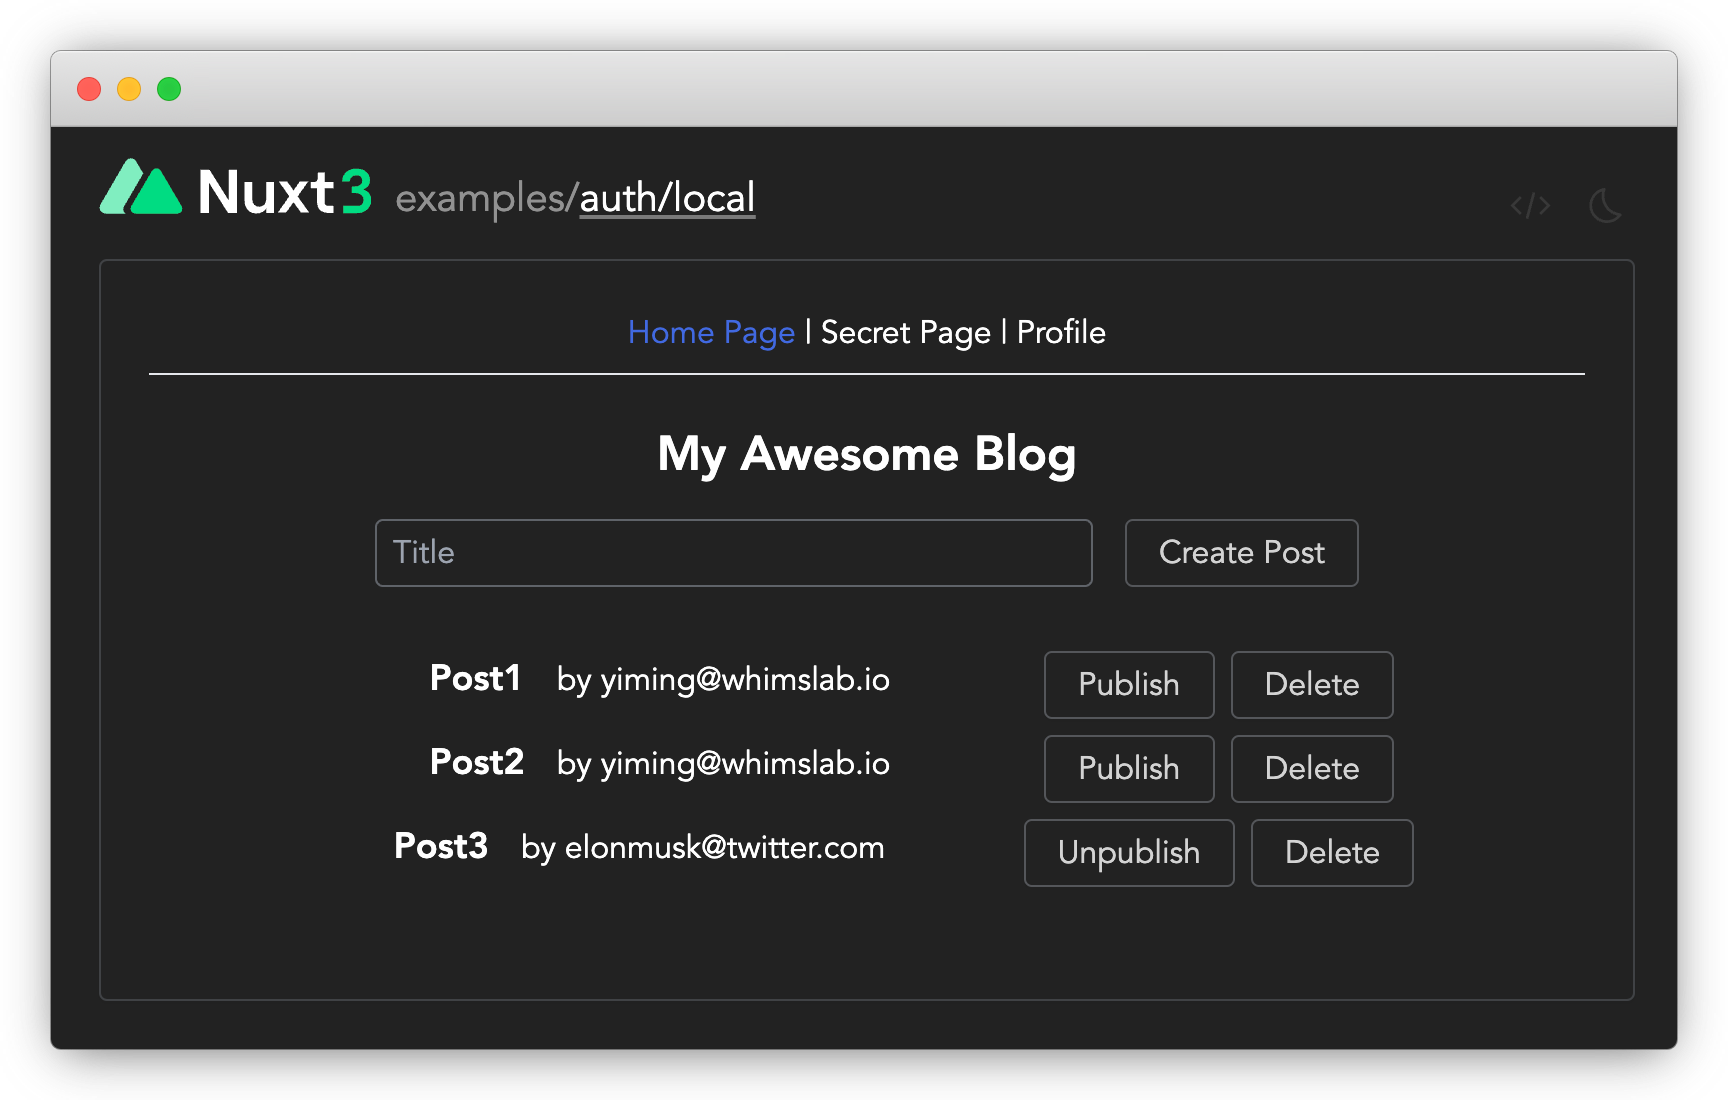 Nuxt3 examples/auth/local
</>
Home Page | Secret Page | Profile
My Awesome Blog
Title Create Post
Post1 by yiming@whimslab.io Publish Delete
Post2 by yiming@whimslab.io Publish Delete
Post3 by elonmusk@twitter.com Unpublish Delete